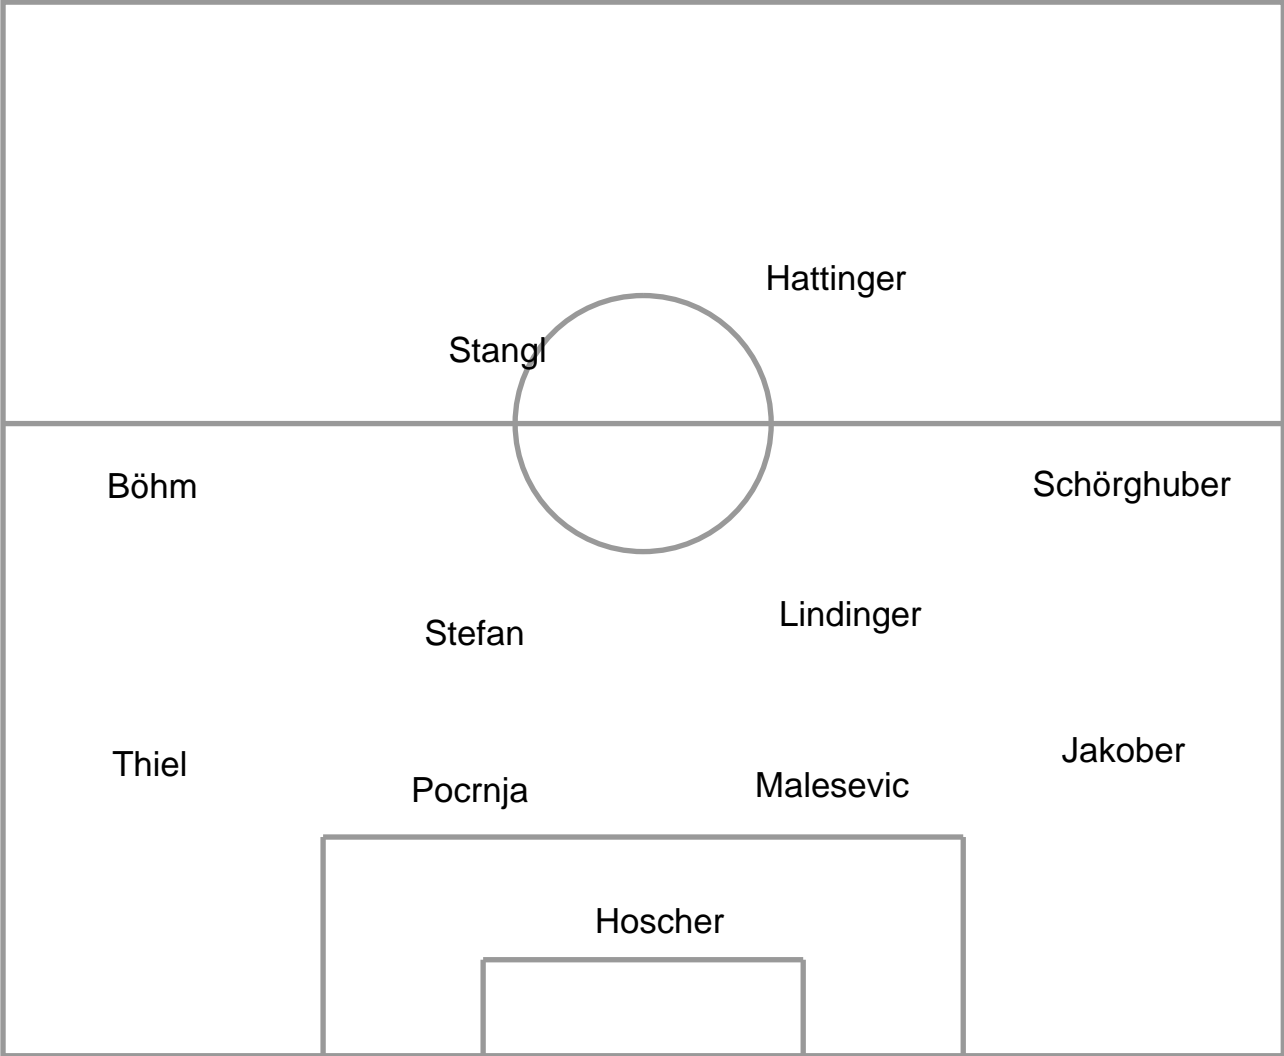 Hattinger
Stangl
Böhm
Schörghuber
Lindinger
Stefan
Jakober
Thiel
Malesevic
Pocrnja
Hoscher